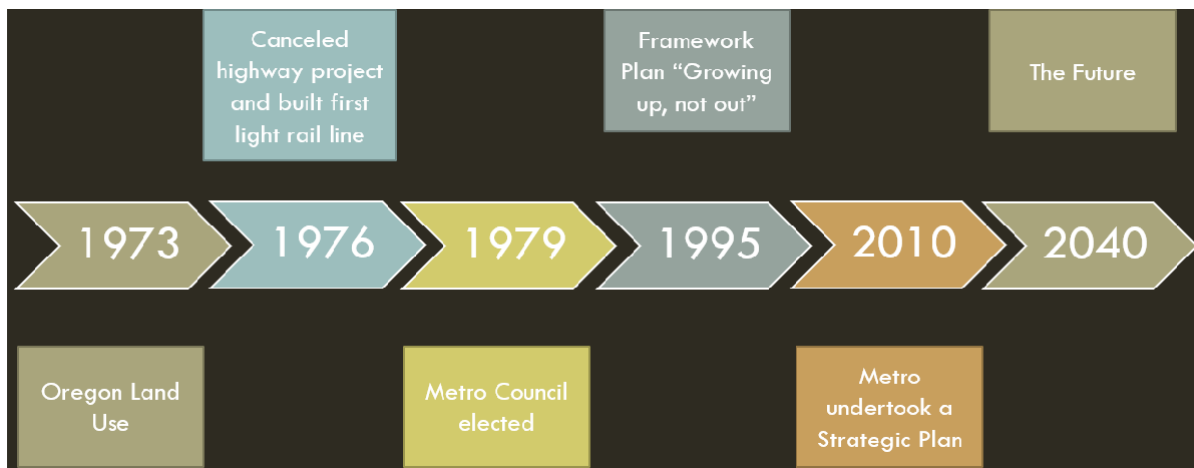 Canceled
highway project
and built first
light rail line
Framework
Plan “Growing
up, not out”
The Future
1973
1976
1979
1995
2010
2040
Oregon Land
Use
Metro Council
elected
Metro
undertook a
Strategic Plan